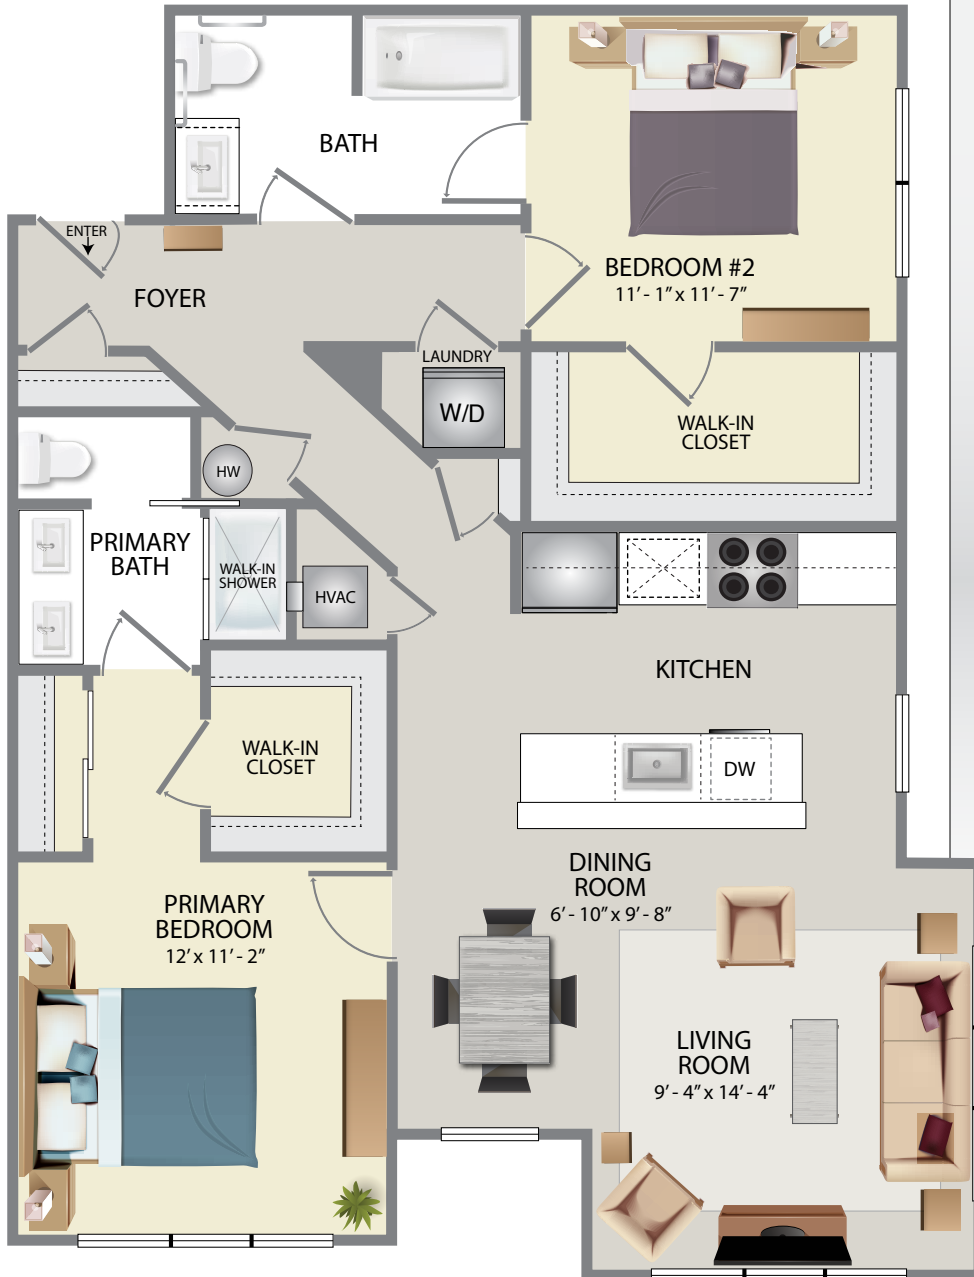 BATH
ENTER
FOYER
BEDROOM #2
11’ - 1” x 11’ - 7”
LAUNDRY
W/D
WALK-IN
CLOSET
HW
PRIMARY
BATH
WALK-IN
SHOWER
HVAC
KITCHEN
WALK-IN
CLOSET
DW
DINING
ROOM
6’ - 10” x 9’ - 8”
PRIMARY
BEDROOM
12’ x 11’ - 2”
LIVING
ROOM
9’ - 4” x 14’ - 4”